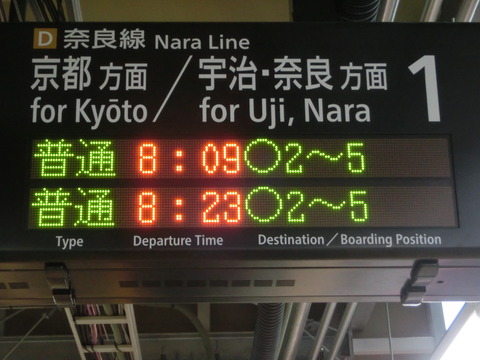 D 奈良線 Nara Line
京都方面／宇治・奈良方面 1
for Kyōto／for Uji, Nara
普通 8:09 ○2～5
普通 8:23 ○2～5
Type Departure Time Destination／Boarding Position